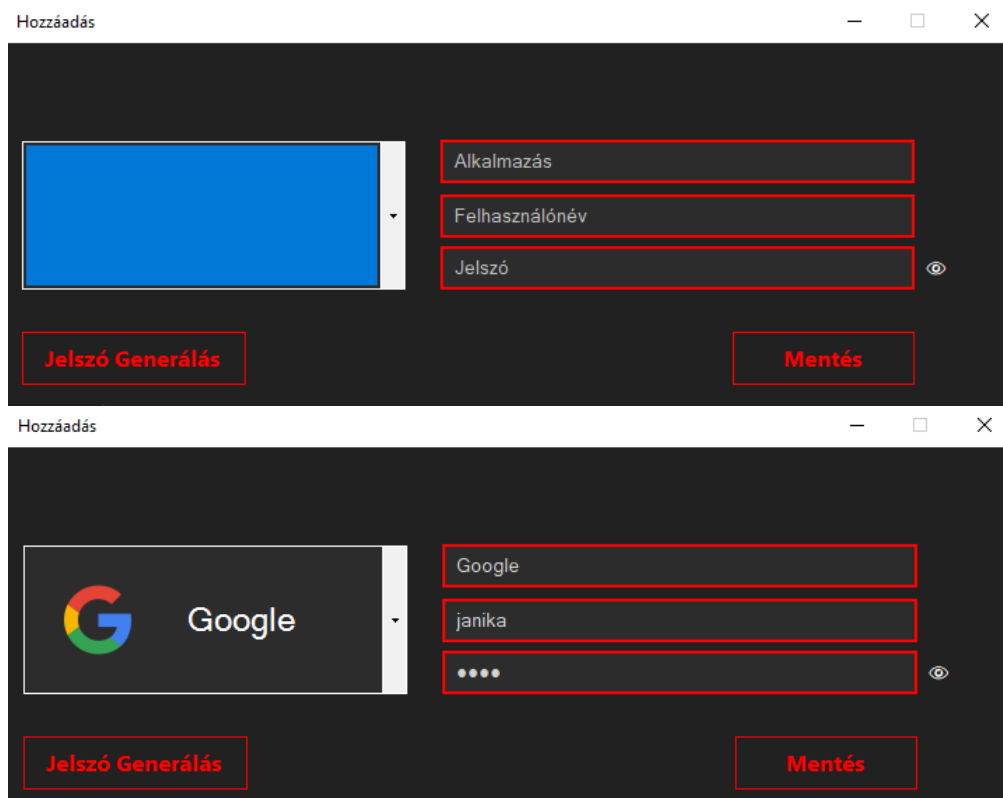 Hozzáadás
Alkalmazás
Felhasználónév
Jelszó
Jelszó Generálás
Mentés
Hozzáadás
Google
Google
janika
••••
Jelszó Generálás
Mentés